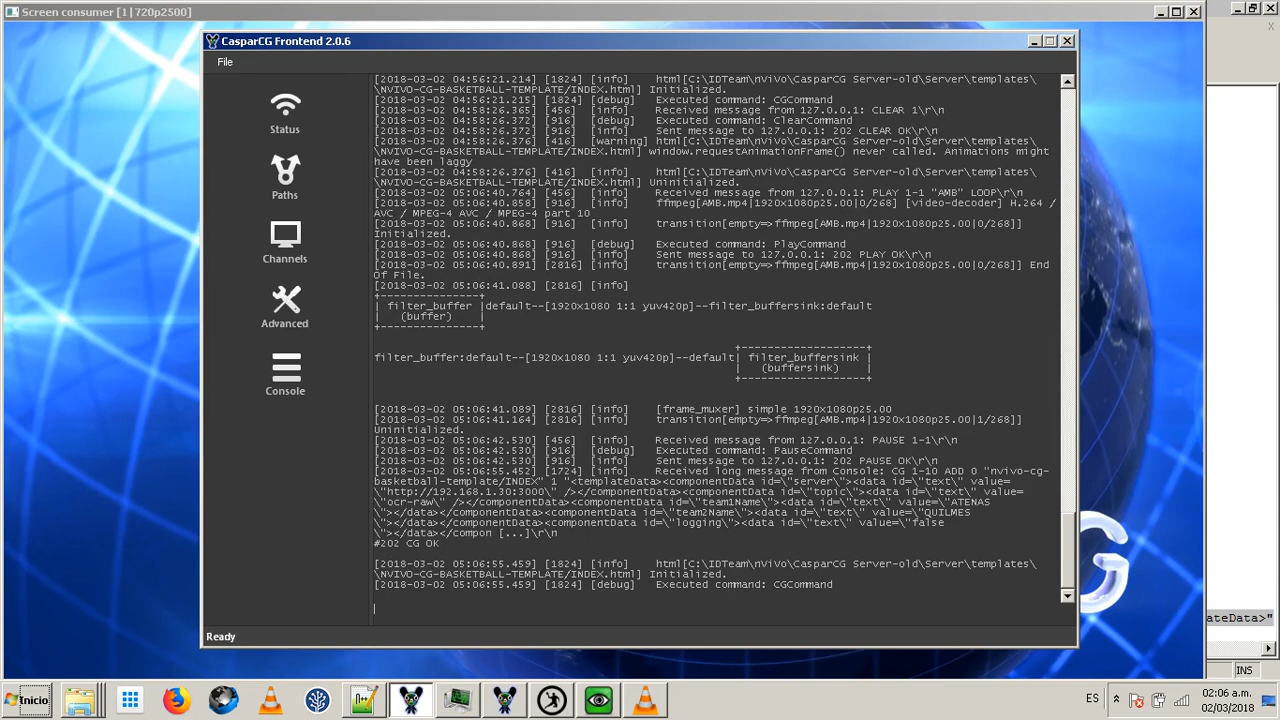 Screen consumer [1|720p2500]
CasparCG Frontend 2.0.6
File
Status
Paths
Channels
Advanced
Console
[2018-03-02 04:56:21.214] [1824] [info]    html[C:\IDTeam\nViVo\CasparCG Server-old\Server\templates\
\NVIVO-CG-BASKETBALL-TEMPLATE/INDEX.html] Initialized.
[2018-03-02 04:56:21.215] [1824] [debug]   Executed command: CGCommand
[2018-03-02 04:58:26.365] [456]  [info]    Received message from 127.0.0.1: CLEAR 1\r\n
[2018-03-02 04:58:26.372] [916]  [debug]   Executed command: ClearCommand
[2018-03-02 04:58:26.372] [916]  [info]    Sent message to 127.0.0.1: 202 CLEAR OK\r\n
[2018-03-02 04:58:26.376] [416]  [warning] html[C:\IDTeam\nViVo\CasparCG Server-old\Server\templates\
\NVIVO-CG-BASKETBALL-TEMPLATE/INDEX.html] window.requestAnimationFrame() never called. Animations might
have been laggy
[2018-03-02 04:58:26.376] [416]  [info]    html[C:\IDTeam\nViVo\CasparCG Server-old\Server\templates\
\NVIVO-CG-BASKETBALL-TEMPLATE/INDEX.html] Uninitialized.
[2018-03-02 05:06:40.764] [456]  [info]    Received message from 127.0.0.1: PLAY 1-1 "AMB" LOOP\r\n
[2018-03-02 05:06:40.858] [916]  [info]    ffmpeg[AMB.mp4|1920x1080p25.00|0/268] [video-decoder] H.264 /
AVC / MPEG-4 AVC / MPEG-4 part 10
[2018-03-02 05:06:40.868] [916]  [info]    transition[empty=>ffmpeg[AMB.mp4|1920x1080p25.00|0/268]]
Initialized.
[2018-03-02 05:06:40.868] [916]  [debug]   Executed command: PlayCommand
[2018-03-02 05:06:40.868] [916]  [info]    Sent message to 127.0.0.1: 202 PLAY OK\r\n
[2018-03-02 05:06:40.891] [2816] [info]    transition[empty=>ffmpeg[AMB.mp4|1920x1080p25.00|0/268]] End
Of File.
[2018-03-02 05:06:41.088] [2816] [info]
+---------------+
| filter_buffer |default--[1920x1080 1:1 yuv420p]--filter_buffersink:default
|   (buffer)    |
+---------------+
+-------------------+
filter_buffer:default--[1920x1080 1:1 yuv420p]--default| filter_buffersink |
|   (buffersink)    |
+-------------------+
[2018-03-02 05:06:41.089] [2816] [info]    [frame_muxer] simple 1920x1080p25.00
[2018-03-02 05:06:41.164] [2816] [info]    transition[empty=>ffmpeg[AMB.mp4|1920x1080p25.00|1/268]]
Uninitialized.
[2018-03-02 05:06:42.530] [456]  [info]    Received message from 127.0.0.1: PAUSE 1-1\r\n
[2018-03-02 05:06:42.530] [916]  [debug]   Executed command: PauseCommand
[2018-03-02 05:06:42.530] [916]  [info]    Sent message to 127.0.0.1: 202 PAUSE OK\r\n
[2018-03-02 05:06:55.452] [1724] [info]    Received long message from Console: CG 1-10 ADD 0 "nvivo-cg-
basketball-template/INDEX" 1 "<templateData><componentData id=\"server\"><data id=\"text\" value=
\"http://192.168.1.30:3000\" /></componentData><componentData id=\"topic\"><data id=\"text\" value=
\"ocr-raw\" /></componentData><componentData id=\"team1Name\"><data id=\"text\" value=\"ATENAS
\"></data></componentData><componentData id=\"team2Name\"><data id=\"text\" value=\"QUILMES
\"></data></componentData><componentData id=\"logging\"><data id=\"text\" value=\"false
\"></data></compon [...]\r\n
#202 CG OK
[2018-03-02 05:06:55.459] [1824] [info]    html[C:\IDTeam\nViVo\CasparCG Server-old\Server\templates\
\NVIVO-CG-BASKETBALL-TEMPLATE/INDEX.html] Initialized.
[2018-03-02 05:06:55.459] [1824] [debug]   Executed command: CGCommand
Ready
G
ateData>"
INS
Inicio
ES
02:06 a.m.
02/03/2018